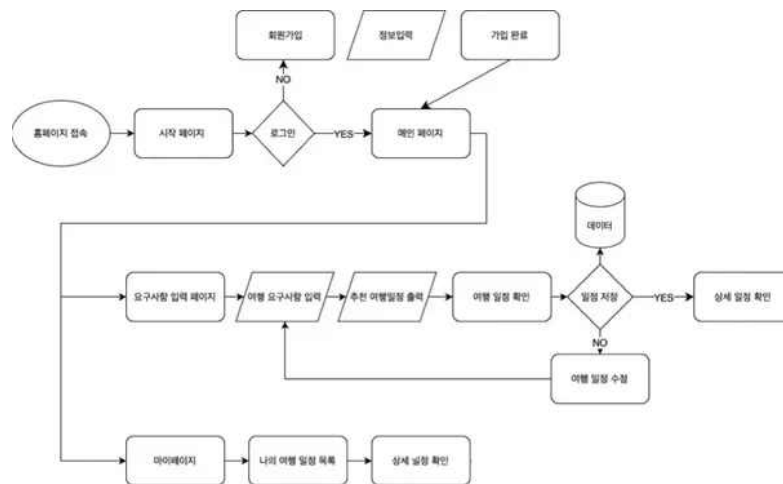 회원가입
정보입력
가입 완료
NO
홈페이지 접속
시작 페이지
로그인
YES
메인 페이지
데이터
요구사항 입력 페이지
여행 요구사항 입력
추천 여행일정 출력
여행 일정 확인
일정 저장
YES
상세 일정 확인
NO
여행 일정 수정
마이페이지
나의 여행 일정 목록
상세 일정 확인